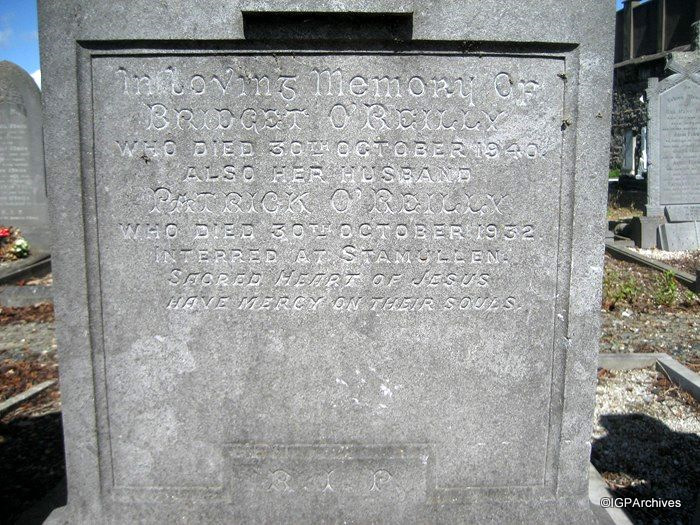 In Loving Memory Of
Bridget O'Reilly
WHO DIED 30TH OCTOBER 1940.
ALSO HER HUSBAND
Patrick O'Reilly
WHO DIED 30TH OCTOBER 1932
INTERRED AT STAMULLEN.
SACRED HEART OF JESUS
HAVE MERCY ON THEIR SOULS.
R.I.P.
©IGPArchives